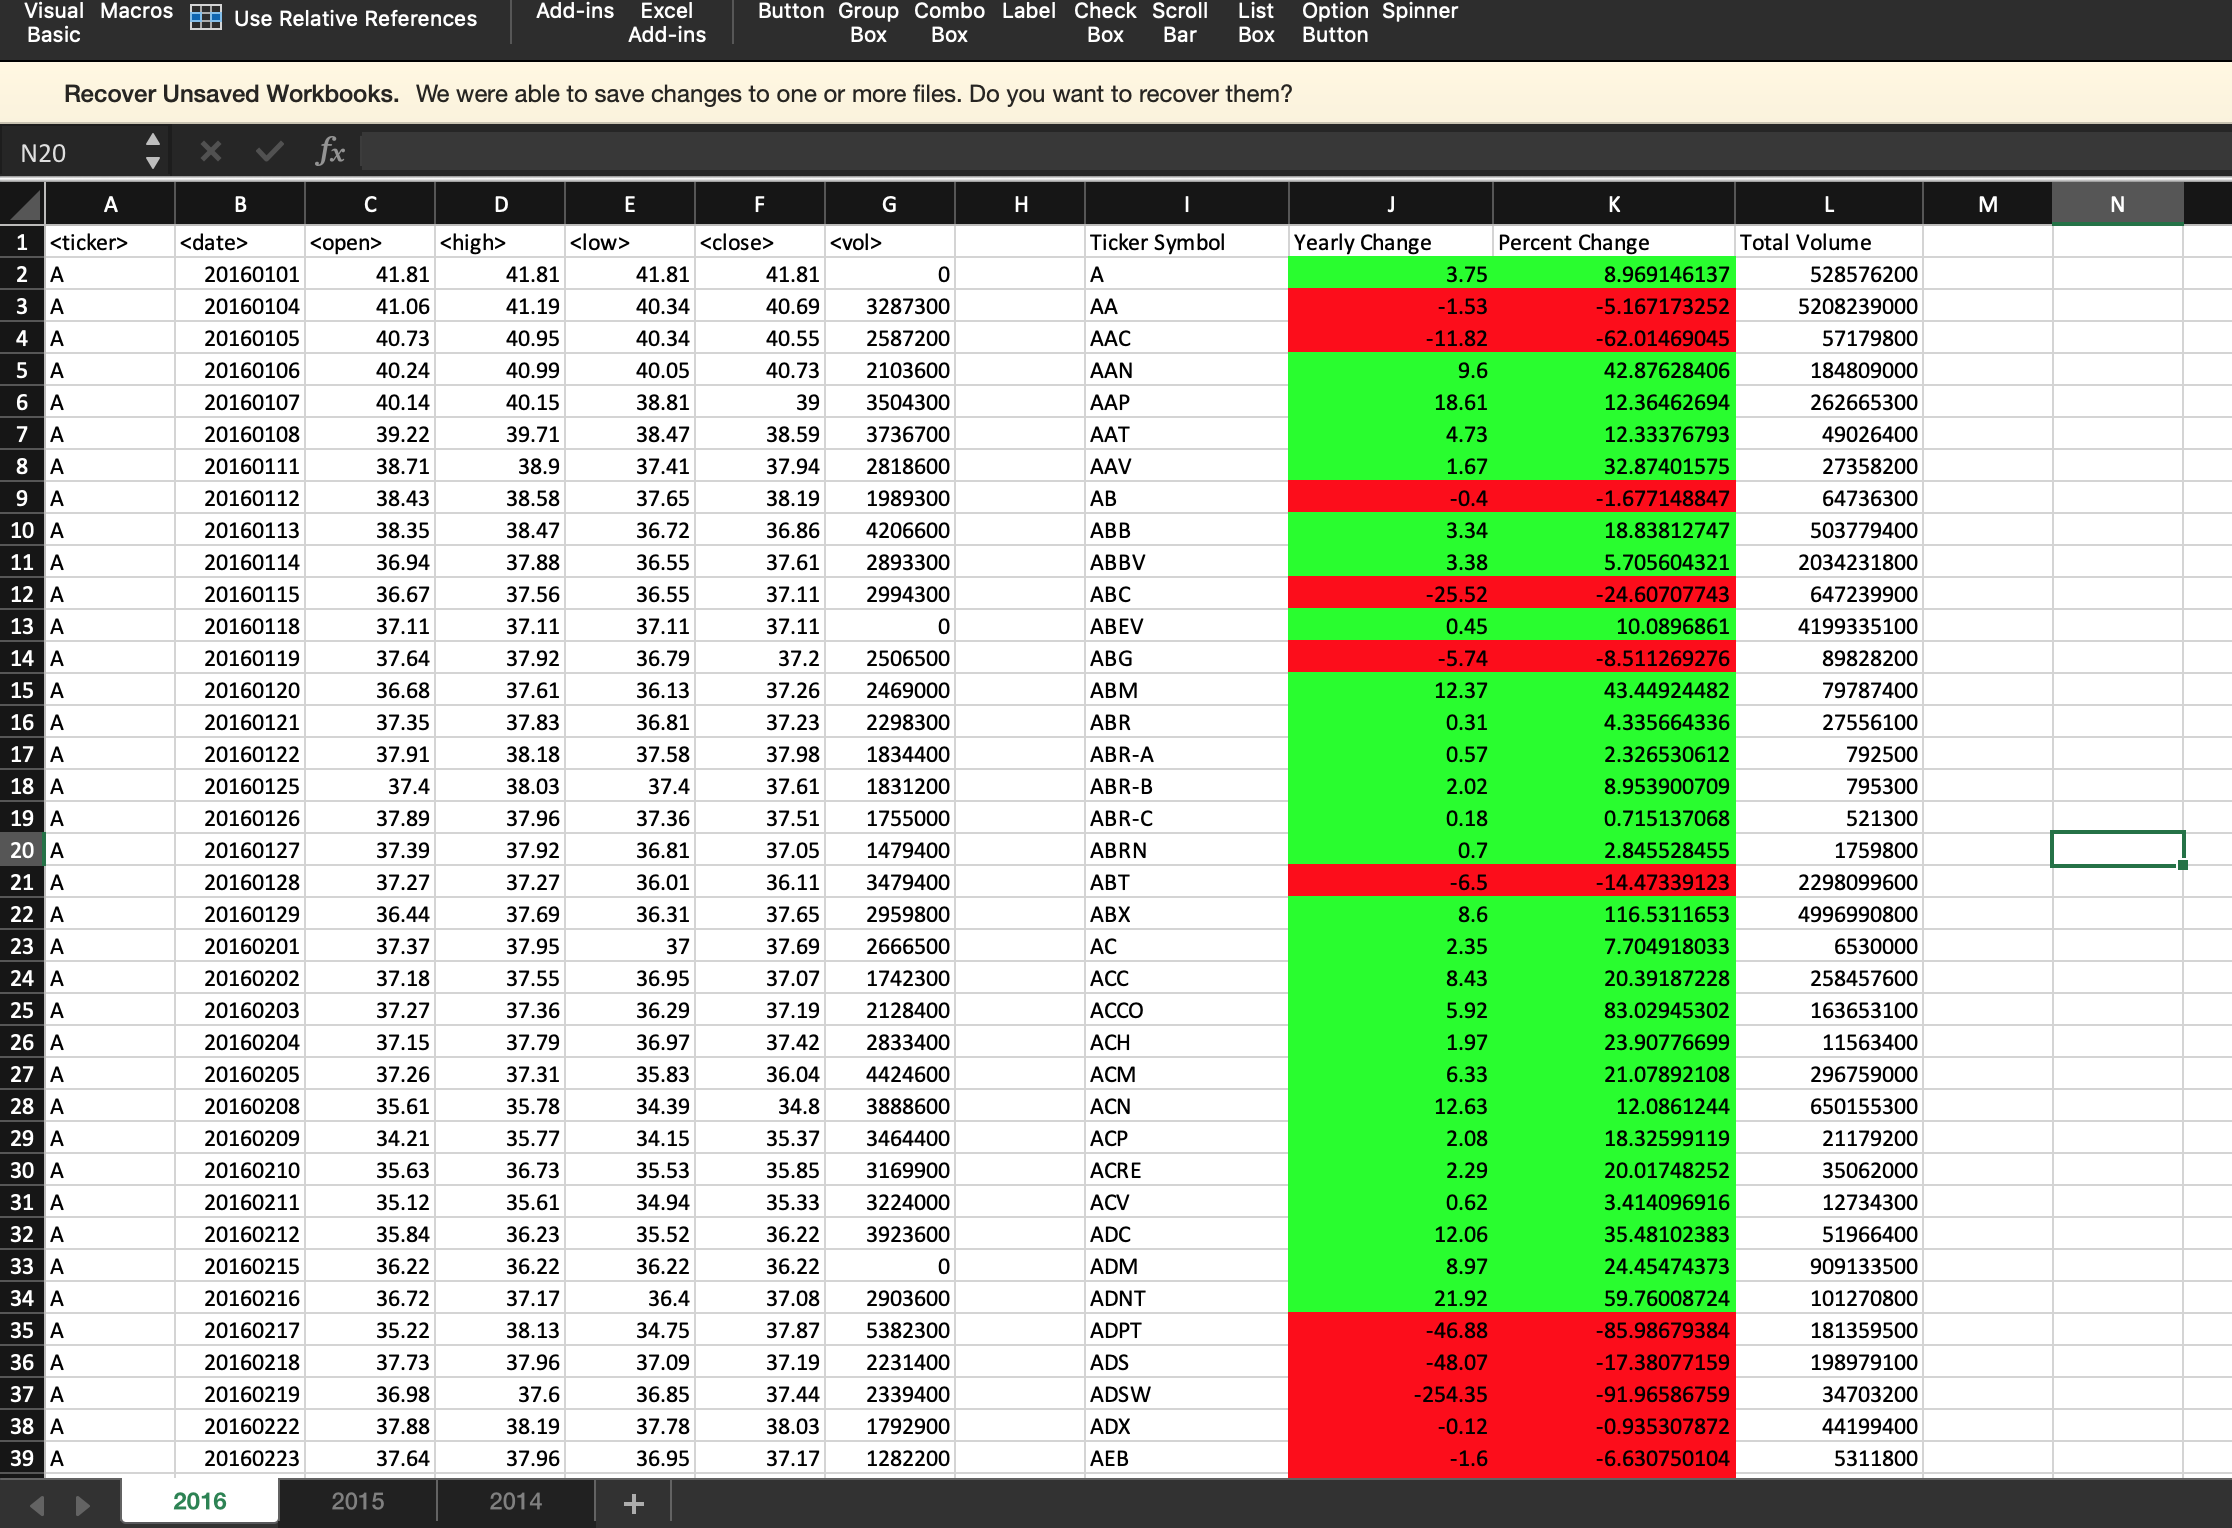 Visual Basic Macros Use Relative References Add-ins Excel Add-ins Button Group Box Combo Box Label Check Box Scroll Bar List Box Option Button Spinner
Recover Unsaved Workbooks. We were able to save changes to one or more files. Do you want to recover them?
N20 fx
A B C D E F G H I J K L M N
1 <ticker> <date> <open> <high> <low> <close> <vol> Ticker Symbol Yearly Change Percent Change Total Volume
2 A 20160101 41.81 41.81 41.81 41.81 0 A 3.75 8.969146137 528576200
3 A 20160104 41.06 41.19 40.34 40.69 3287300 AA -1.53 -5.167173252 5208239000
4 A 20160105 40.73 40.95 40.34 40.55 2587200 AAC -11.82 -62.01469045 57179800
5 A 20160106 40.24 40.99 40.05 40.73 2103600 AAN 9.6 42.87628406 184809000
6 A 20160107 40.14 40.15 38.81 39 3504300 AAP 18.61 12.36462694 262665300
7 A 20160108 39.22 39.71 38.47 38.59 3736700 AAT 4.73 12.33376793 49026400
8 A 20160111 38.71 38.9 37.41 37.94 2818600 AAV 1.67 32.87401575 27358200
9 A 20160112 38.43 38.58 37.65 38.19 1989300 AB -0.4 -1.677148847 64736300
10 A 20160113 38.35 38.47 36.72 36.86 4206600 ABB 3.34 18.83812747 503779400
11 A 20160114 36.94 37.88 36.55 37.61 2893300 ABBV 3.38 5.705604321 2034231800
12 A 20160115 36.67 37.56 36.55 37.11 2994300 ABC -25.52 -24.60707743 647239900
13 A 20160118 37.11 37.11 37.11 37.11 0 ABEV 0.45 10.0896861 4199335100
14 A 20160119 37.64 37.92 36.79 37.2 2506500 ABG -5.74 -8.511269276 89828200
15 A 20160120 36.68 37.61 36.13 37.26 2469000 ABM 12.37 43.44924482 79787400
16 A 20160121 37.35 37.83 36.81 37.23 2298300 ABR 0.31 4.335664336 27556100
17 A 20160122 37.91 38.18 37.58 37.98 1834400 ABR-A 0.57 2.326530612 792500
18 A 20160125 37.4 38.03 37.4 37.61 1831200 ABR-B 2.02 8.953900709 795300
19 A 20160126 37.89 37.96 37.36 37.51 1755000 ABR-C 0.18 0.715137068 521300
20 A 20160127 37.39 37.92 36.81 37.05 1479400 ABRN 0.7 2.845528455 1759800
21 A 20160128 37.27 37.27 36.01 36.11 3479400 ABT -6.5 -14.47339123 2298099600
22 A 20160129 36.44 37.69 36.31 37.65 2959800 ABX 8.6 116.5311653 4996990800
23 A 20160201 37.37 37.95 37 37.69 2666500 AC 2.35 7.704918033 6530000
24 A 20160202 37.18 37.55 36.95 37.07 1742300 ACC 8.43 20.39187228 258457600
25 A 20160203 37.27 37.36 36.29 37.19 2128400 ACCO 5.92 83.02945302 163653100
26 A 20160204 37.15 37.79 36.97 37.42 2833400 ACH 1.97 23.90776699 11563400
27 A 20160205 37.26 37.31 35.83 36.04 4424600 ACM 6.33 21.07892108 296759000
28 A 20160208 35.61 35.78 34.39 34.8 3888600 ACN 12.63 12.0861244 650155300
29 A 20160209 34.21 35.77 34.15 35.37 3464400 ACP 2.08 18.32599119 21179200
30 A 20160210 35.63 36.73 35.53 35.85 3169900 ACRE 2.29 20.01748252 35062000
31 A 20160211 35.12 35.61 34.94 35.33 3224000 ACV 0.62 3.414096916 12734300
32 A 20160212 35.84 36.23 35.52 36.22 3923600 ADC 12.06 35.48102383 51966400
33 A 20160215 36.22 36.22 36.22 36.22 0 ADM 8.97 24.45474373 909133500
34 A 20160216 36.72 37.17 36.4 37.08 2903600 ADNT 21.92 59.76008724 101270800
35 A 20160217 35.22 38.13 34.75 37.87 5382300 ADPT -46.88 -85.98679384 181359500
36 A 20160218 37.73 37.96 37.09 37.19 2231400 ADS -48.07 -17.38077159 198979100
37 A 20160219 36.98 37.6 36.85 37.44 2339400 ADSW -254.35 -91.96586759 34703200
38 A 20160222 37.88 38.19 37.78 38.03 1792900 ADX -0.12 -0.935307872 44199400
39 A 20160223 37.64 37.96 36.95 37.17 1282200 AEB -1.6 -6.630750104 5311800
2016 2015 2014 +